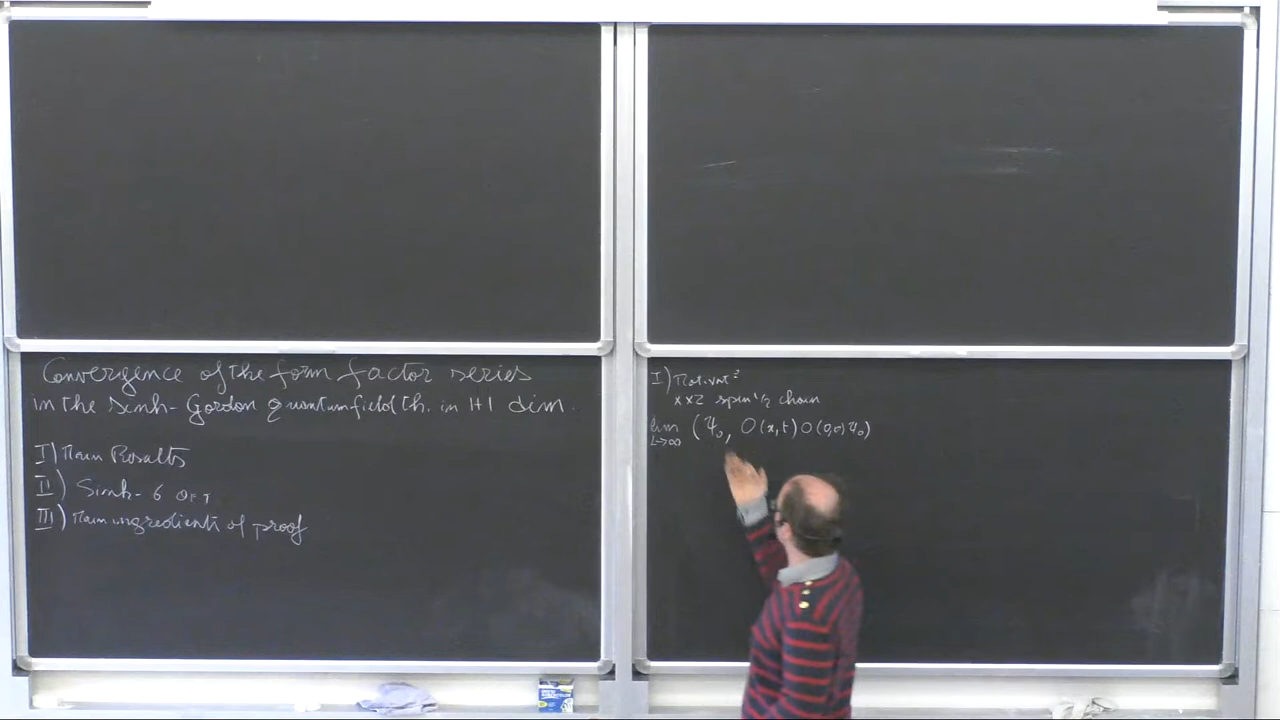 Convergence of the form factor series
in the Sinh-Gordon quantum field th. in 1+1 dim.
I) Main Results
II) Sinh-G QFT
III) Main ingredients of proof
I) Motivat°
XXZ spin 1/2 chain
lim L→∞ (Ψ₀, O(x,t) O(0,0) Ψ₀)